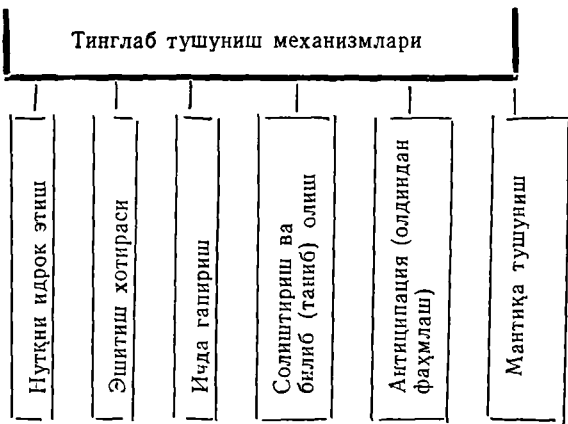 Тинглаб тушуниш механизмлари
Нутқни идрок этиш
Эшитиш хотираси
Ичда гапириш
Солиштириш ва
билиб (таниб) олиш
Антиципация (олдиндан
фаҳмлаш)
Мантиқа тушуниш